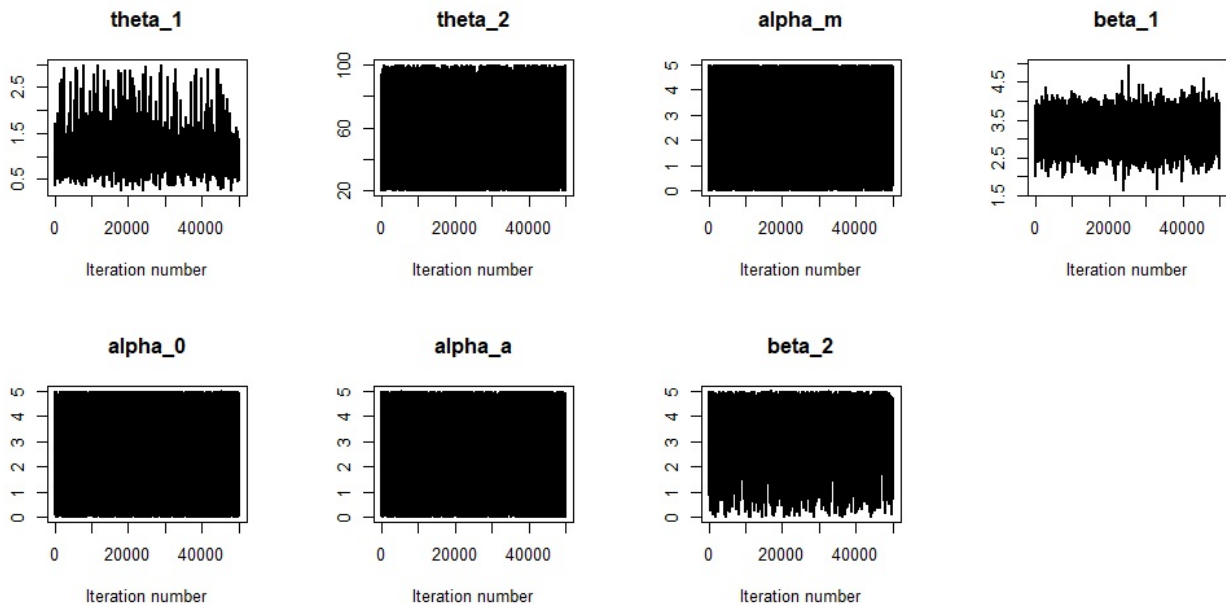 theta_1 theta_2 alpha_m beta_1
0.5 1.5 2.5 20 60 100 0 1 2 3 4 5 1.5 2.5 3.5 4.5
0 20000 40000 0 20000 40000 0 20000 40000 0 20000 40000
Iteration number Iteration number Iteration number Iteration number
alpha_0 alpha_a beta_2
0 1 2 3 4 5 0 1 2 3 4 5 0 1 2 3 4 5
0 20000 40000 0 20000 40000 0 20000 40000
Iteration number Iteration number Iteration number